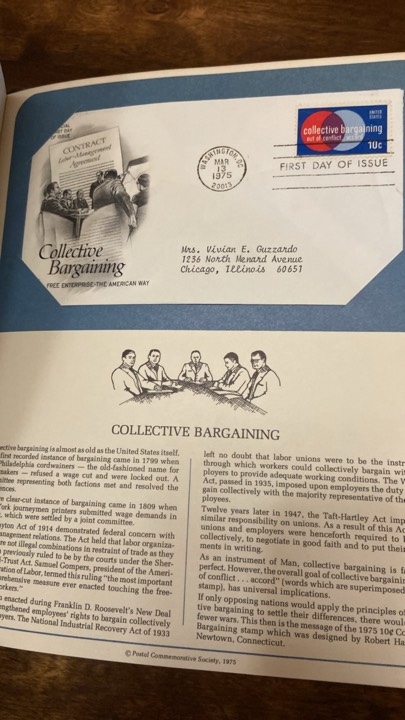 ST DAY
OF ISSUE
CONTRACT
Labor-Management
Agreement
WASHINGTON, DC
MAR
13
1975
20013
UNITED
STATES
collective bargaining
out of conflict...accord
10c
FIRST DAY OF ISSUE
Collective
Bargaining
FREE ENTERPRISE-THE AMERICAN WAY
Mrs. Vivian E. Guzzardo
1236 North Menard Avenue
Chicago, Illinois 60651
COLLECTIVE BARGAINING
ective bargaining is almost as old as the United States itself.
first recorded instance of bargaining came in 1799 when
Philadelphia cordwainers — the old-fashioned name for
makers — refused a wage cut and were locked out. A
mittee representing both factions met and resolved the
ences.
re clear-cut instance of bargaining came in 1809 when
York journeymen printers submitted wage demands in
, which were settled by a joint committee.
yton Act of 1914 demonstrated federal concern with
anagement relations. The Act held that labor organiza-
re not illegal combinations in restraint of trade as they
previously ruled to be by the courts under the Sher-
-Trust Act. Samuel Gompers, president of the Ameri-
ration of Labor, termed this ruling "the most important
rehensive measure ever enacted touching the free-
orkers."
enacted during Franklin D. Roosevelt's New Deal
engthened employees' rights to bargain collectively
oyers. The National Industrial Recovery Act of 1933
left no doubt that labor unions were to be the instr
through which workers could collectively bargain wit
ployers to provide adequate working conditions. The W
Act, passed in 1935, imposed upon employers the duty
gain collectively with the majority representative of the
ployees.
Twelve years later in 1947, the Taft-Hartley Act imp
similar responsibility on unions. As a result of this Ac
unions and employers were henceforth required to b
collectively, to negotiate in good faith and to put thei
ments in writing.
As an instrument of Man, collective bargaining is fa
perfect. However, the overall goal of collective bargainin
of conflict . . . accord" (words which are superimposed
stamp), has universal implications.
If only opposing nations would apply the principles of
tive bargaining to settle their differences, there woul
fewer wars. This then is the message of the 1975 10¢ Co
Bargaining stamp which was designed by Robert Ha
Newtown, Connecticut.
© Postal Commemorative Society, 1975